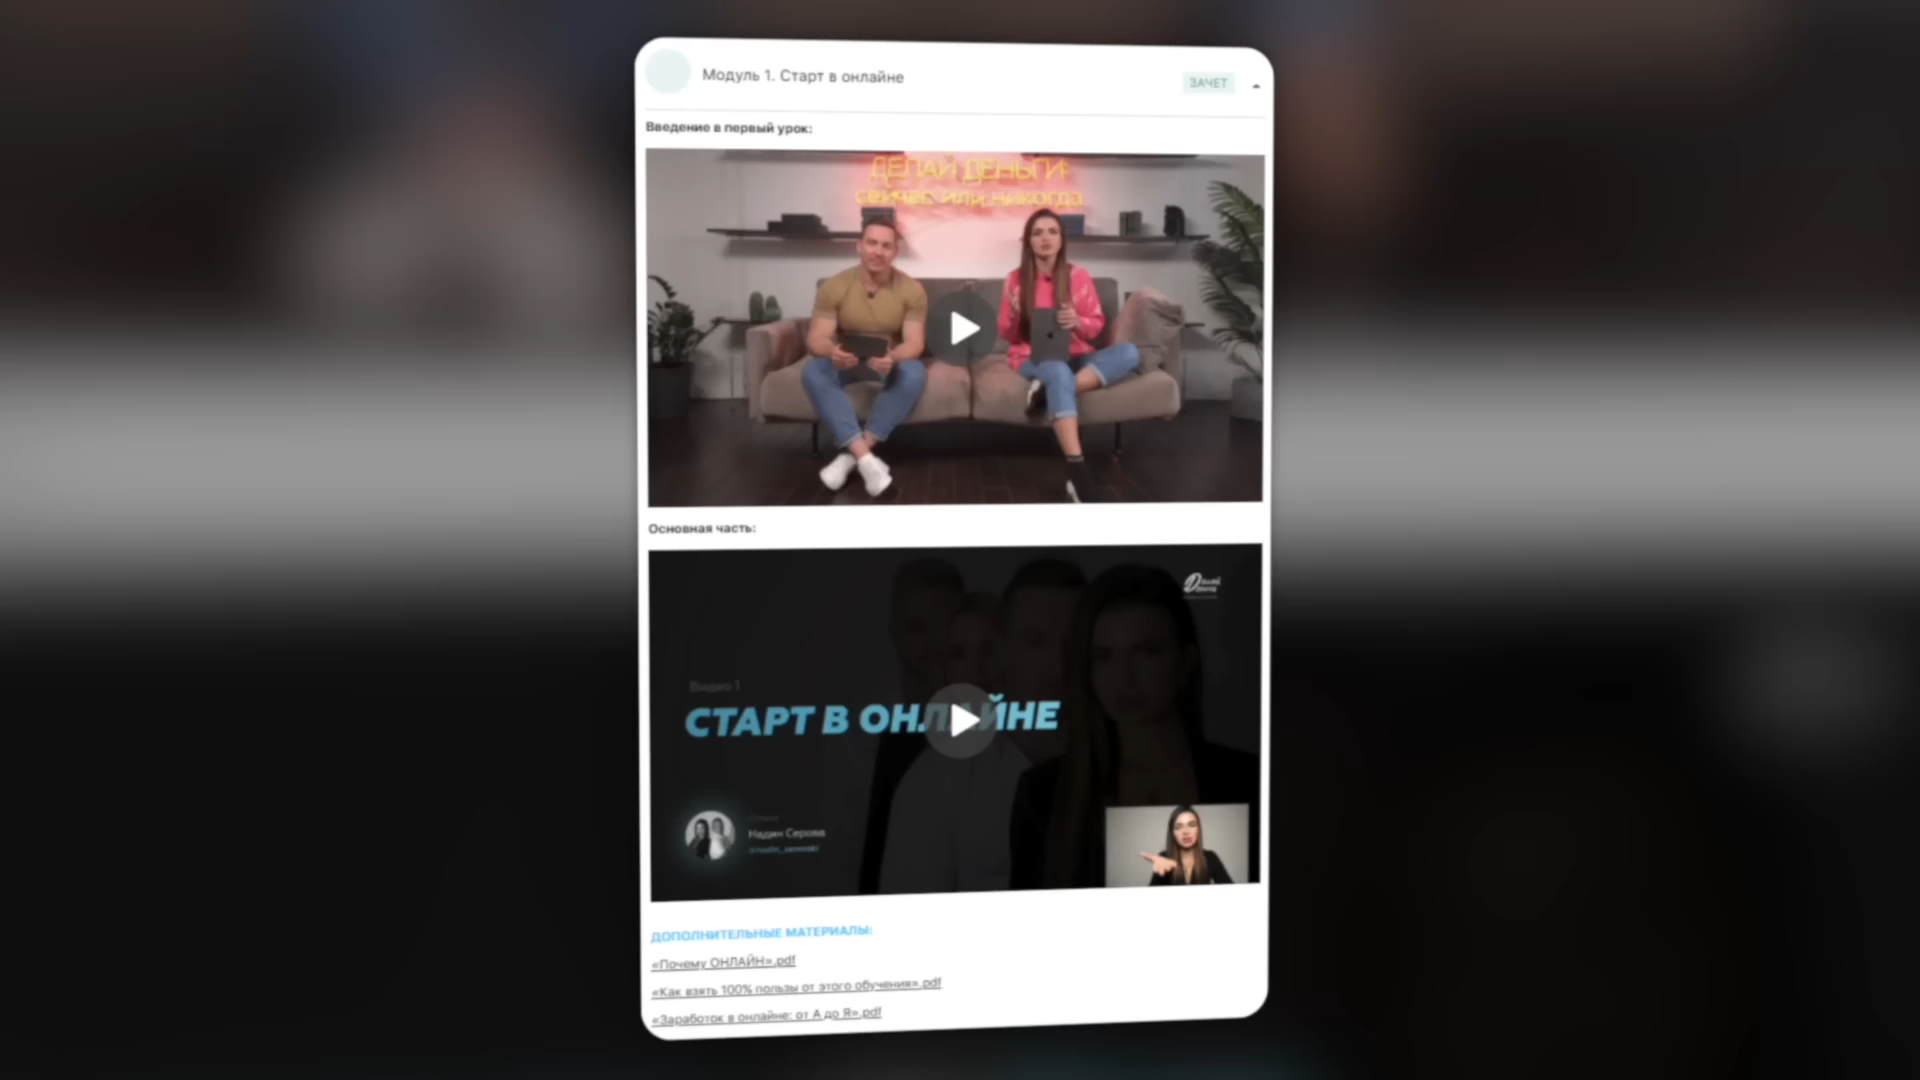 Модуль 1. Старт в онлайне
ЗАЧЕТ
Введение в первый урок:
ДЕЛАЙ ДЕНЬГИ:
сейчас или никогда
Основная часть:
Видео 1
СТАРТ В ОНЛАЙНЕ
Надин Серова
ДОПОЛНИТЕЛЬНЫЕ МАТЕРИАЛЫ:
«Почему ОНЛАЙН».pdf
«Как взять 100% пользы от этого обучения».pdf
«Заработок в онлайне: от А до Я».pdf